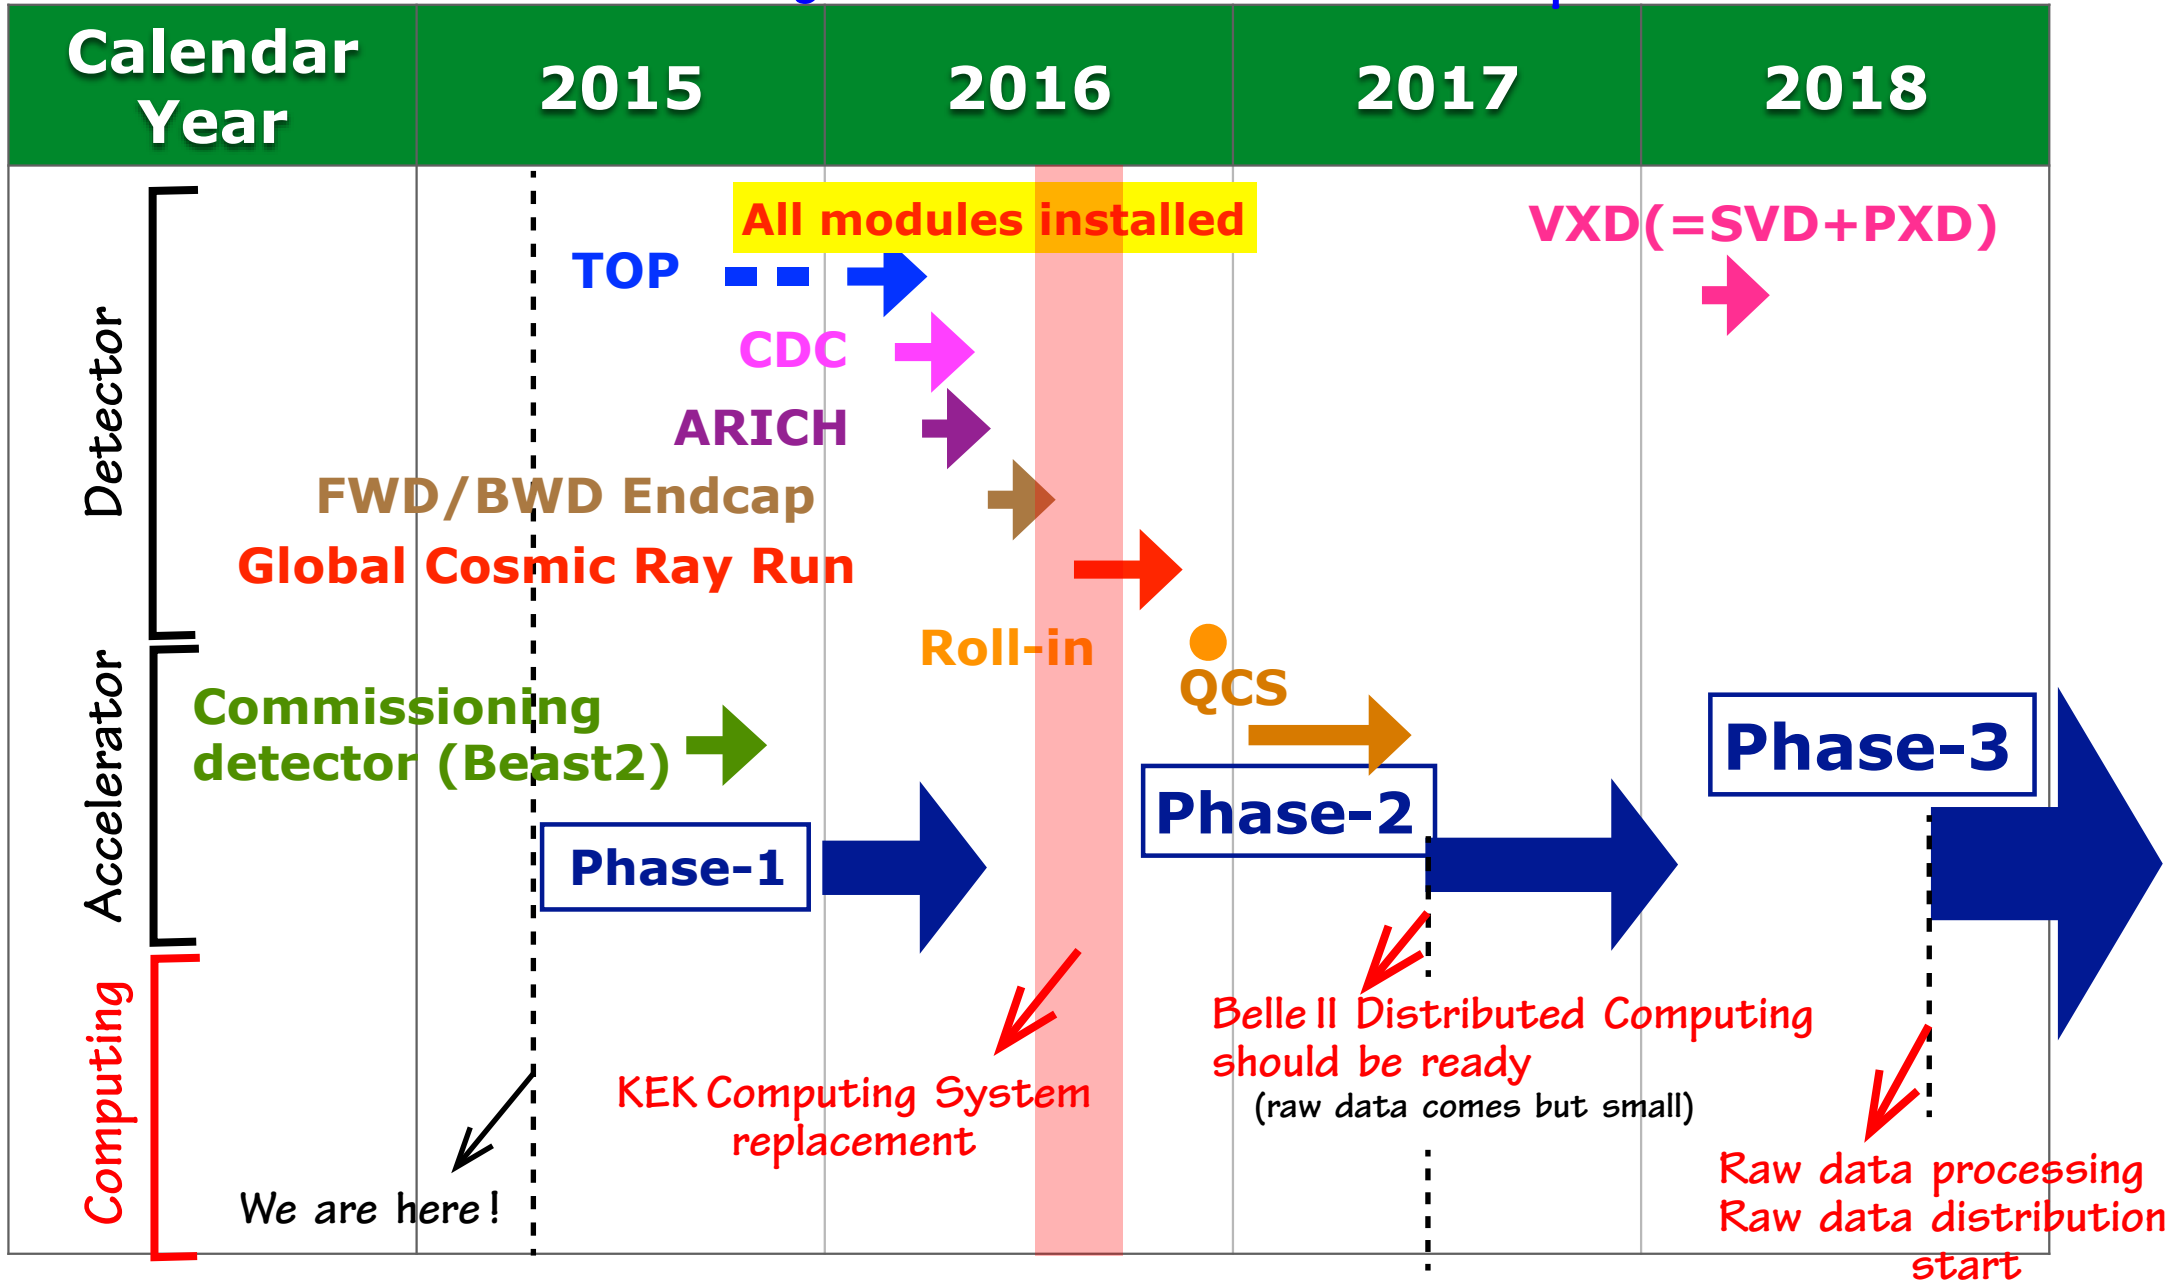 Calendar
Year
2015
2016
2017
2018
All modules installed
VXD(=SVD+PXD)
TOP
CDC
ARICH
FWD/BWD Endcap
Global Cosmic Ray Run
Detector
Roll-in
QCS
Commissioning
detector (Beast2)
Phase-1
Phase-2
Phase-3
Accelerator
Computing
Belle II Distributed Computing
should be ready
(raw data comes but small)
KEK Computing System
replacement
We are here!
Raw data processing
Raw data distribution
start